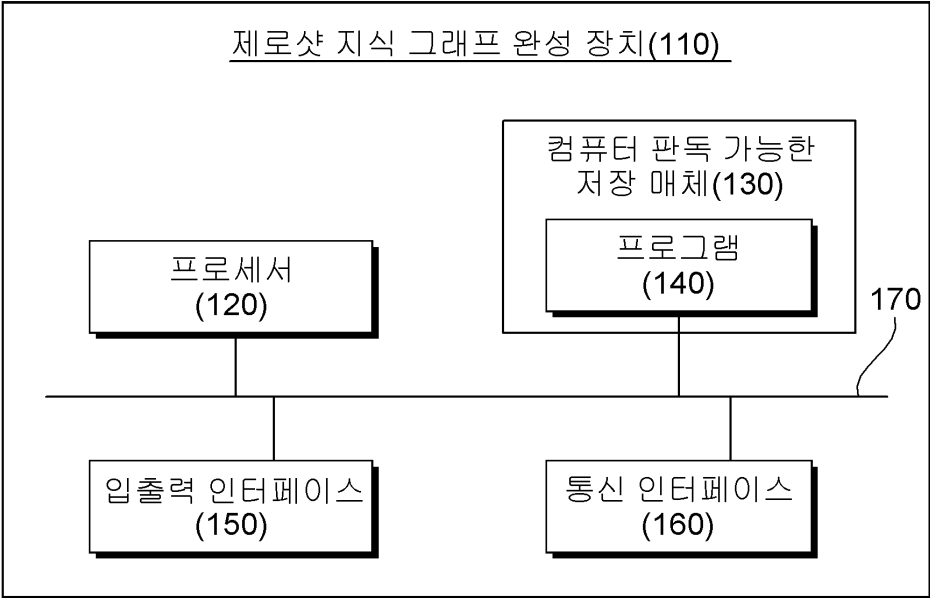 제로샷 지식 그래프 완성 장치(110)
컴퓨터 판독 가능한
저장 매체(130)
프로세서
(120)
프로그램
(140)
170
입출력 인터페이스
(150)
통신 인터페이스
(160)